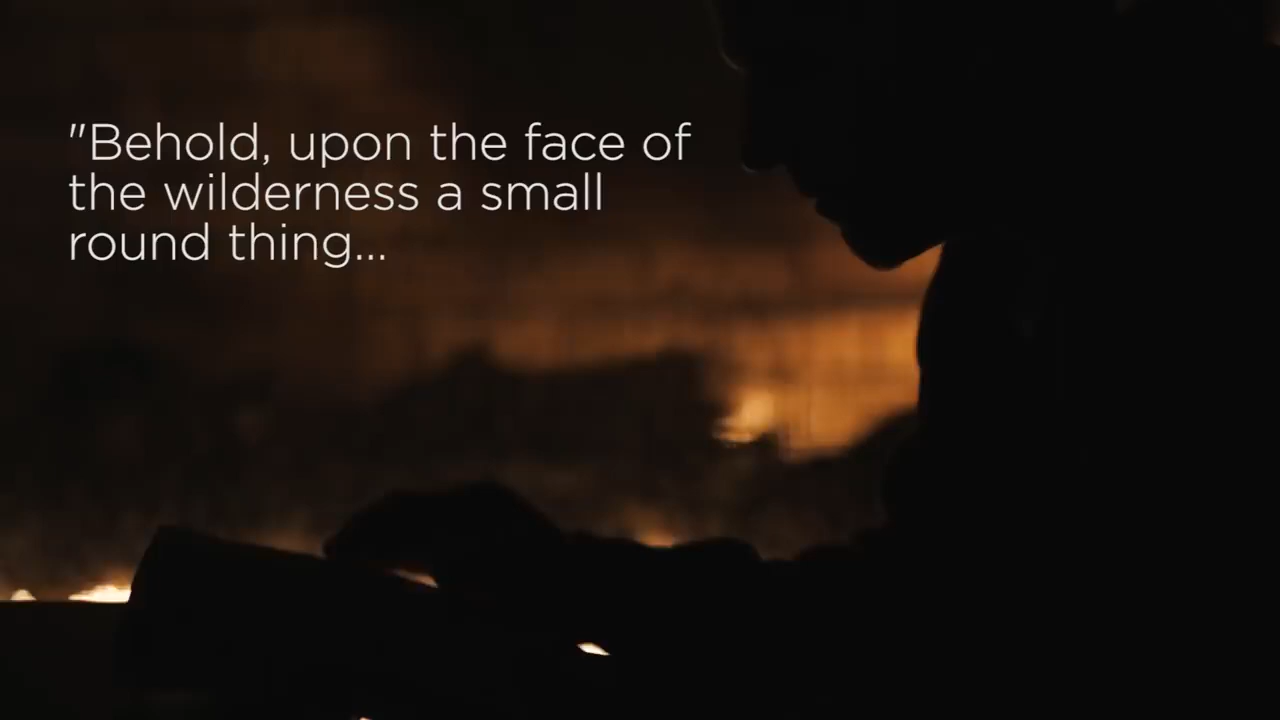 "Behold, upon the face of
the wilderness a small
round thing...